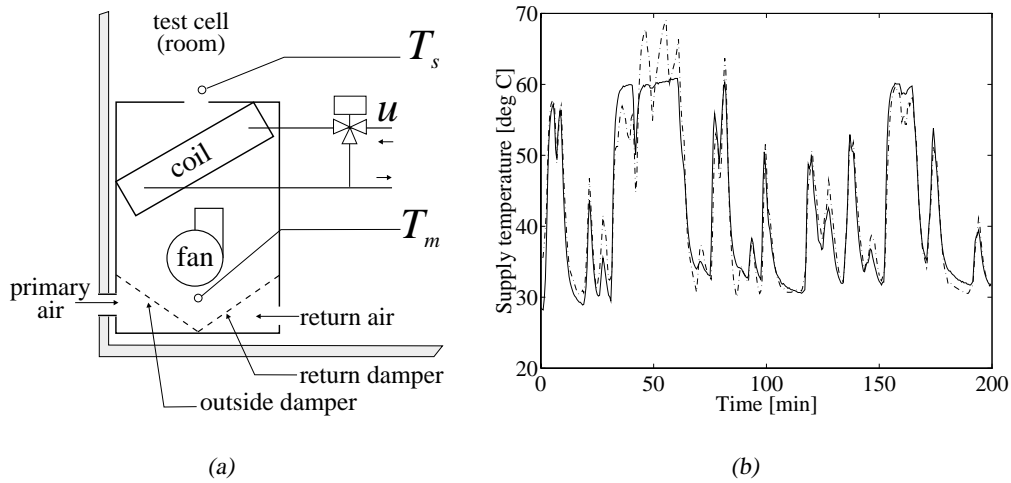 test cell
(room)
T_s
u
coil
T_m
fan
primary
air
return air
return damper
outside damper
(a)
Supply temperature [deg C]
70
60
50
40
30
20
0
50
100
150
200
Time [min]
(b)